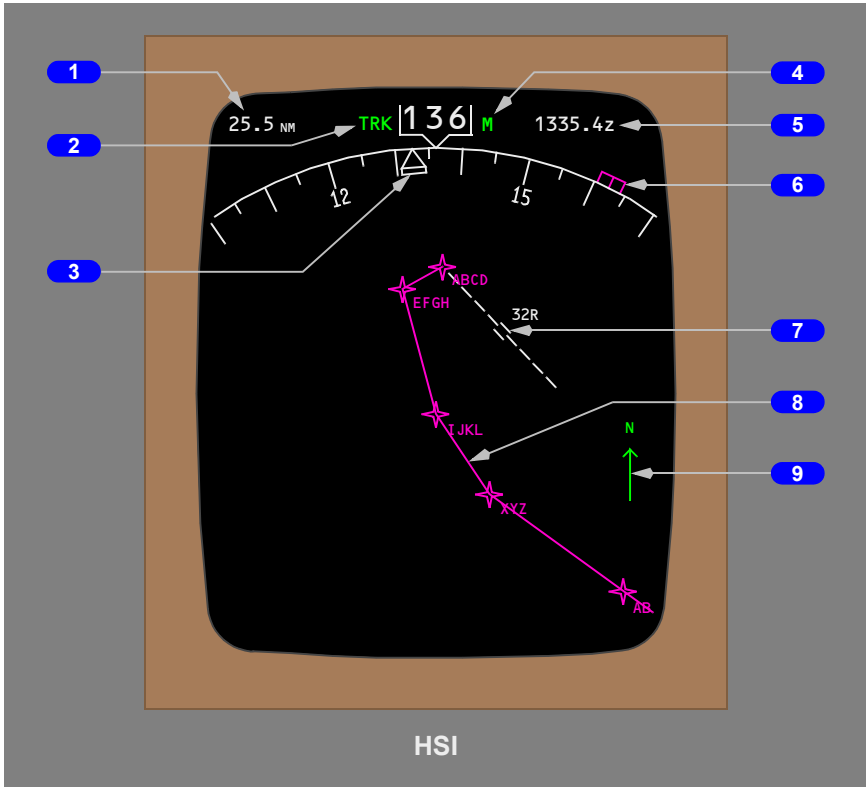 1
25.5 NM
TRK 136 M
4
1335.4z
5
2
12
15
6
3
ABCD
EFGH
32R
7
IJKL
8
N
9
XYZ
AB
HSI